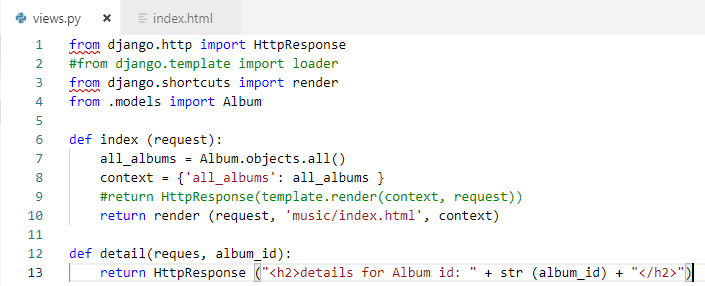 views.py × index.html
1 from django.http import HttpResponse
2 #from django.template import loader
3 from django.shortcuts import render
4 from .models import Album
5
6 def index (request):
7     all_albums = Album.objects.all()
8     context = {'all_albums': all_albums }
9     #return HttpResponse(template.render(context, request))
10     return render (request, 'music/index.html', context)
11
12 def detail(reques, album_id):
13     return HttpResponse ("<h2>details for Album id: " + str (album_id) + "</h2>")